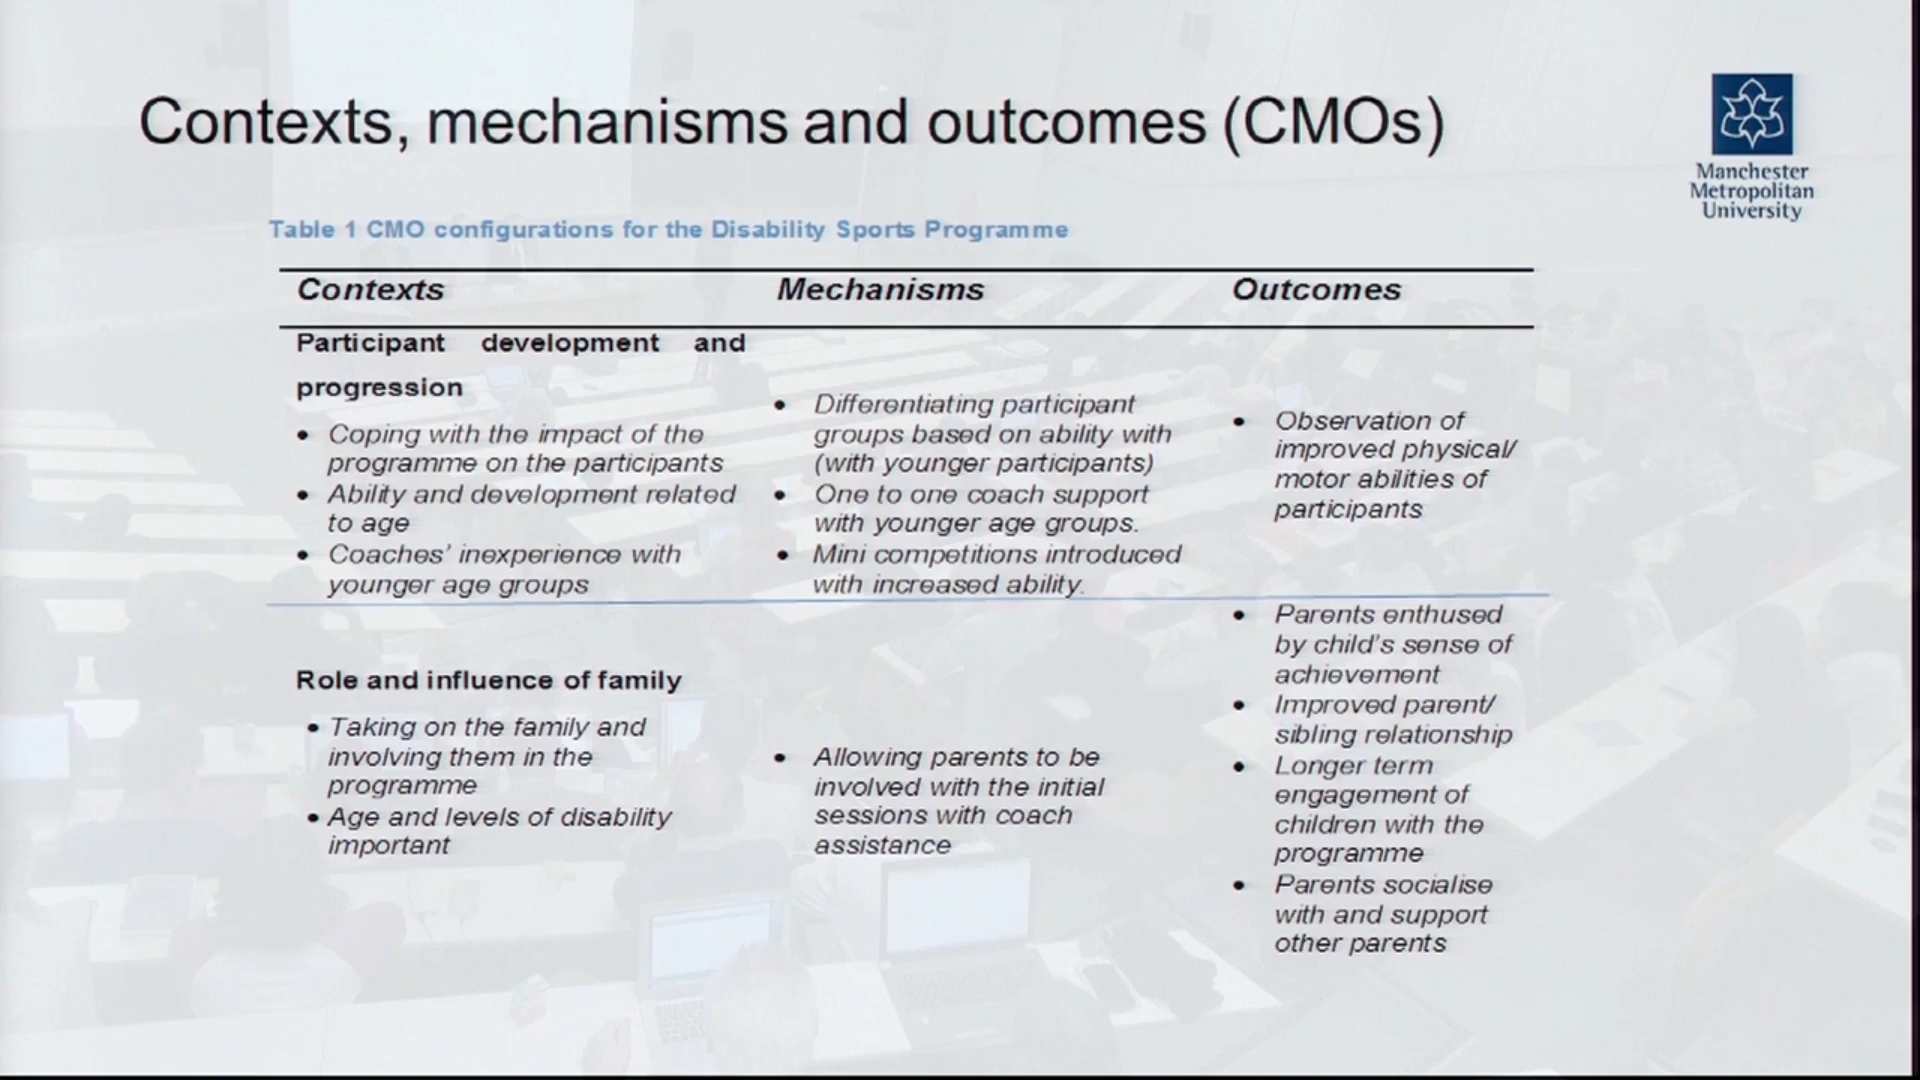 Contexts, mechanisms and outcomes (CMOs)
Manchester
Metropolitan
University
Table 1 CMO configurations for the Disability Sports Programme
Contexts
Mechanisms
Outcomes
Participant development and
progression
• Coping with the impact of the
programme on the participants
• Ability and development related
to age
• Coaches' inexperience with
younger age groups
• Differentiating participant
groups based on ability with
(with younger participants)
• One to one coach support
with younger age groups.
• Mini competitions introduced
with increased ability.
• Observation of
improved physical/
motor abilities of
participants
Role and influence of family
• Taking on the family and
involving them in the
programme
• Age and levels of disability
important
• Allowing parents to be
involved with the initial
sessions with coach
assistance
• Parents enthused
by child's sense of
achievement
• Improved parent/
sibling relationship
• Longer term
engagement of
children with the
programme
• Parents socialise
with and support
other parents